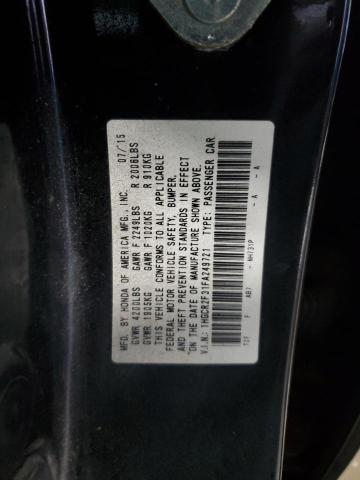 MFD. BY HONDA OF AMERICA MFG., INC. 07/15
GVWR 4200LBS GAWR F 2249LBS R 2006LBS
GVWR 1905KG GAWR F 1020KG R 910KG
THIS VEHICLE CONFORMS TO ALL APPLICABLE
FEDERAL MOTOR VEHICLE SAFETY, BUMPER,
AND THEFT PREVENTION STANDARDS IN EFFECT
ON THE DATE OF MANUFACTURE SHOWN ABOVE.
V.I.N.: 1HGCR2F31FA249721 TYPE: PASSENGER CAR
F AB7 NH731P A - A